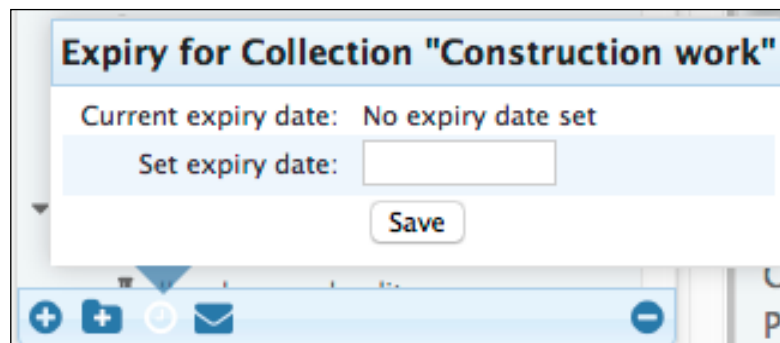 Expiry for Collection "Construction work"
Current expiry date: No expiry date set
Set expiry date:
Save